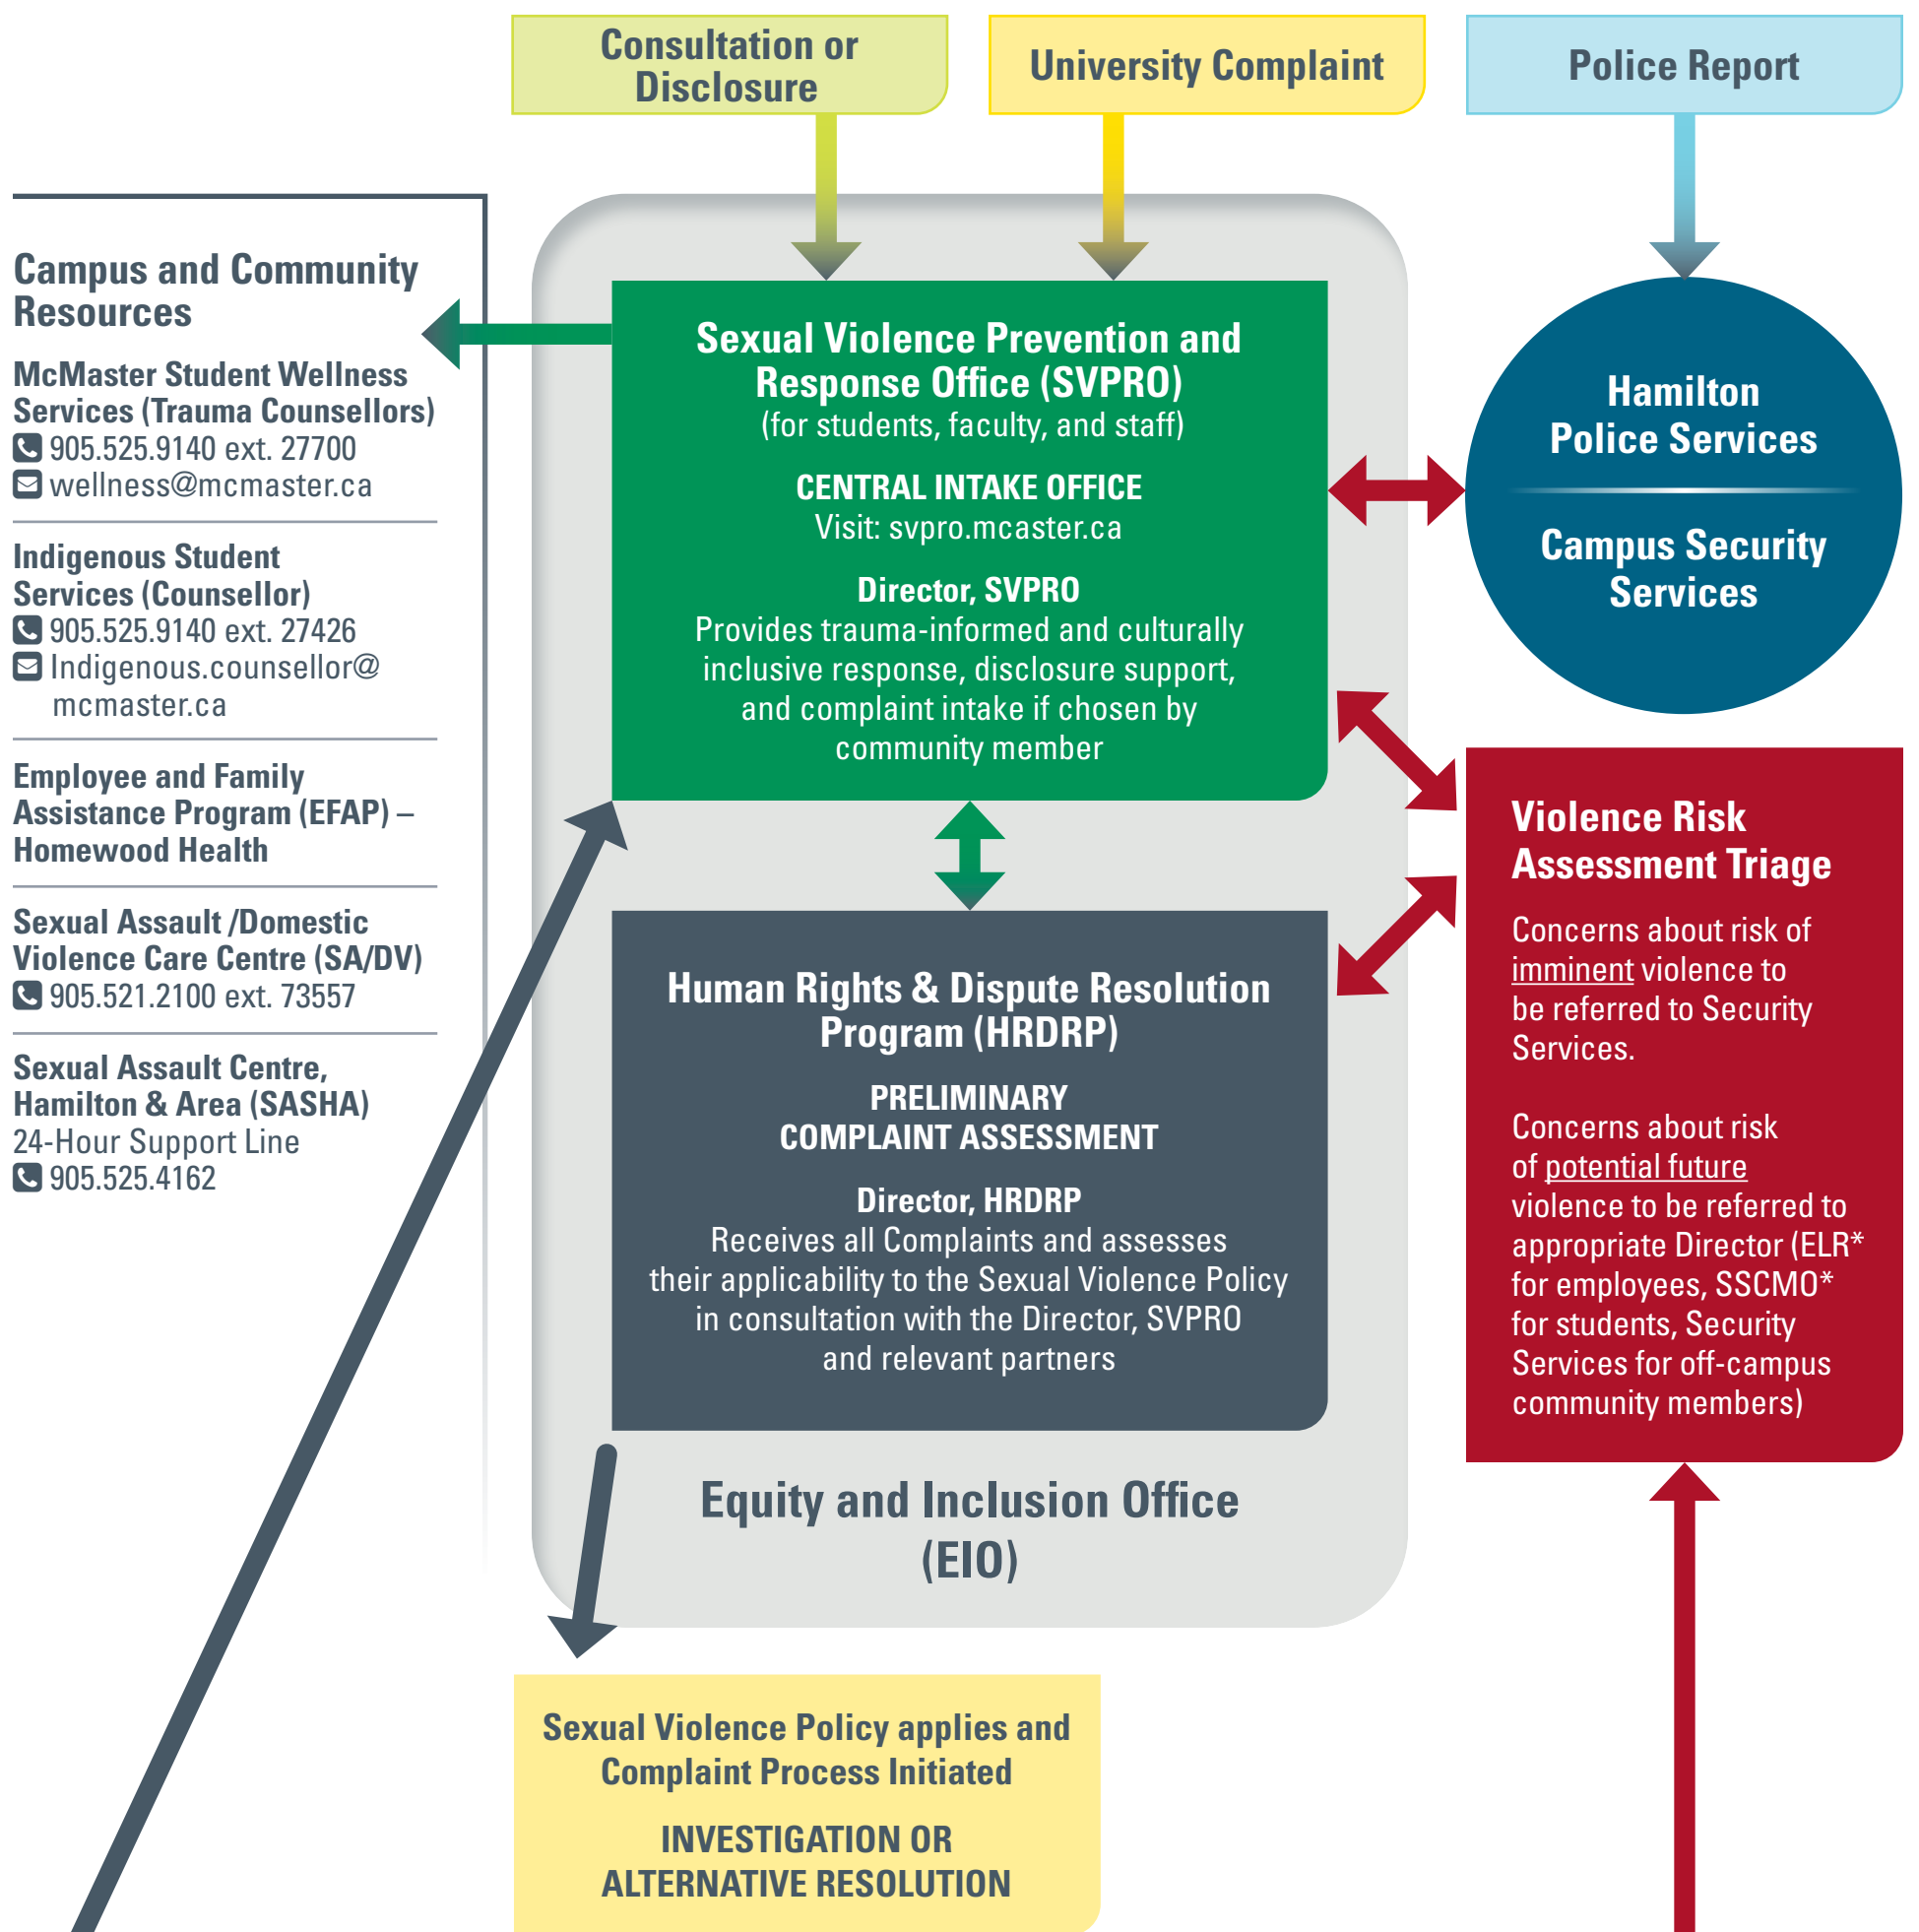 Consultation or
Disclosure
University Complaint
Police Report
Campus and Community
Resources
McMaster Student Wellness
Services (Trauma Counsellors)
905.525.9140 ext. 27700
wellness@mcmaster.ca
Indigenous Student
Services (Counsellor)
905.525.9140 ext. 27426
Indigenous.counsellor@
mcmaster.ca
Employee and Family
Assistance Program (EFAP) –
Homewood Health
Sexual Assault /Domestic
Violence Care Centre (SA/DV)
905.521.2100 ext. 73557
Sexual Assault Centre,
Hamilton & Area (SASHA)
24-Hour Support Line
905.525.4162
Sexual Violence Prevention and
Response Office (SVPRO)
(for students, faculty, and staff)
CENTRAL INTAKE OFFICE
Visit: svpro.mcaster.ca
Director, SVPRO
Provides trauma-informed and culturally
inclusive response, disclosure support,
and complaint intake if chosen by
community member
Hamilton
Police Services
Campus Security
Services
Human Rights & Dispute Resolution
Program (HRDRP)
PRELIMINARY
COMPLAINT ASSESSMENT
Director, HRDRP
Receives all Complaints and assesses
their applicability to the Sexual Violence Policy
in consultation with the Director, SVPRO
and relevant partners
Violence Risk
Assessment Triage
Concerns about risk of
imminent violence to
be referred to Security
Services.
Concerns about risk
of potential future
violence to be referred to
appropriate Director (ELR*
for employees, SSCMO*
for students, Security
Services for off-campus
community members)
Equity and Inclusion Office
(EIO)
Sexual Violence Policy applies and
Complaint Process Initiated
INVESTIGATION OR
ALTERNATIVE RESOLUTION